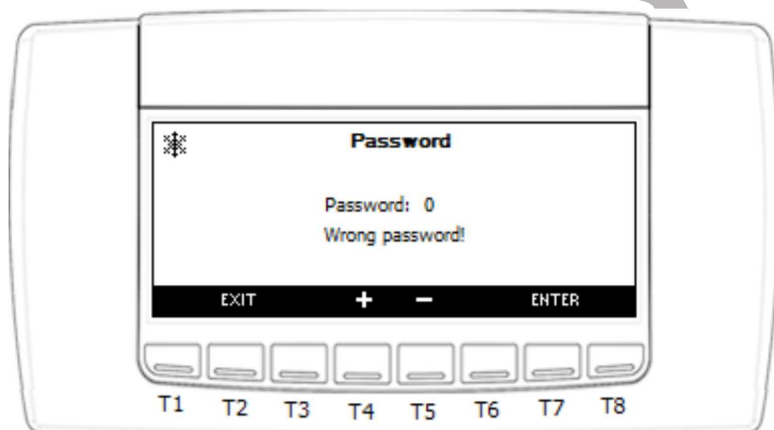 Password
Password: 0
Wrong password!
EXIT + − ENTER
T1 T2 T3 T4 T5 T6 T7 T8